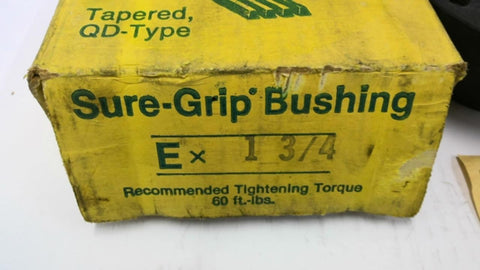 Tapered,
QD-Type
Sure-Grip® Bushing
E x 1 3/4
Recommended Tightening Torque
60 ft.-lbs.